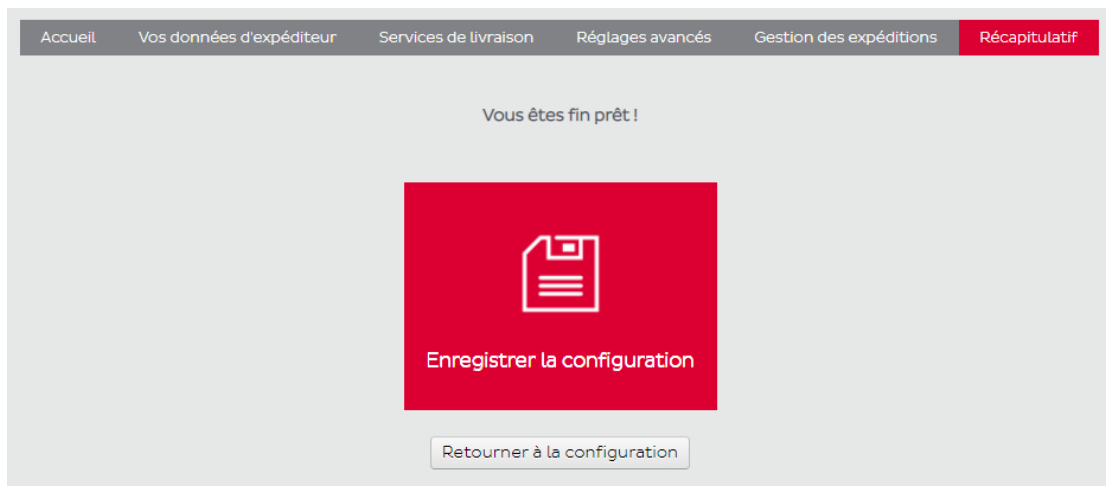 Accueil Vos données d'expéditeur Services de livraison Réglages avancés Gestion des expéditions Récapitulatif
Vous êtes fin prêt !
Enregistrer la configuration
Retourner à la configuration